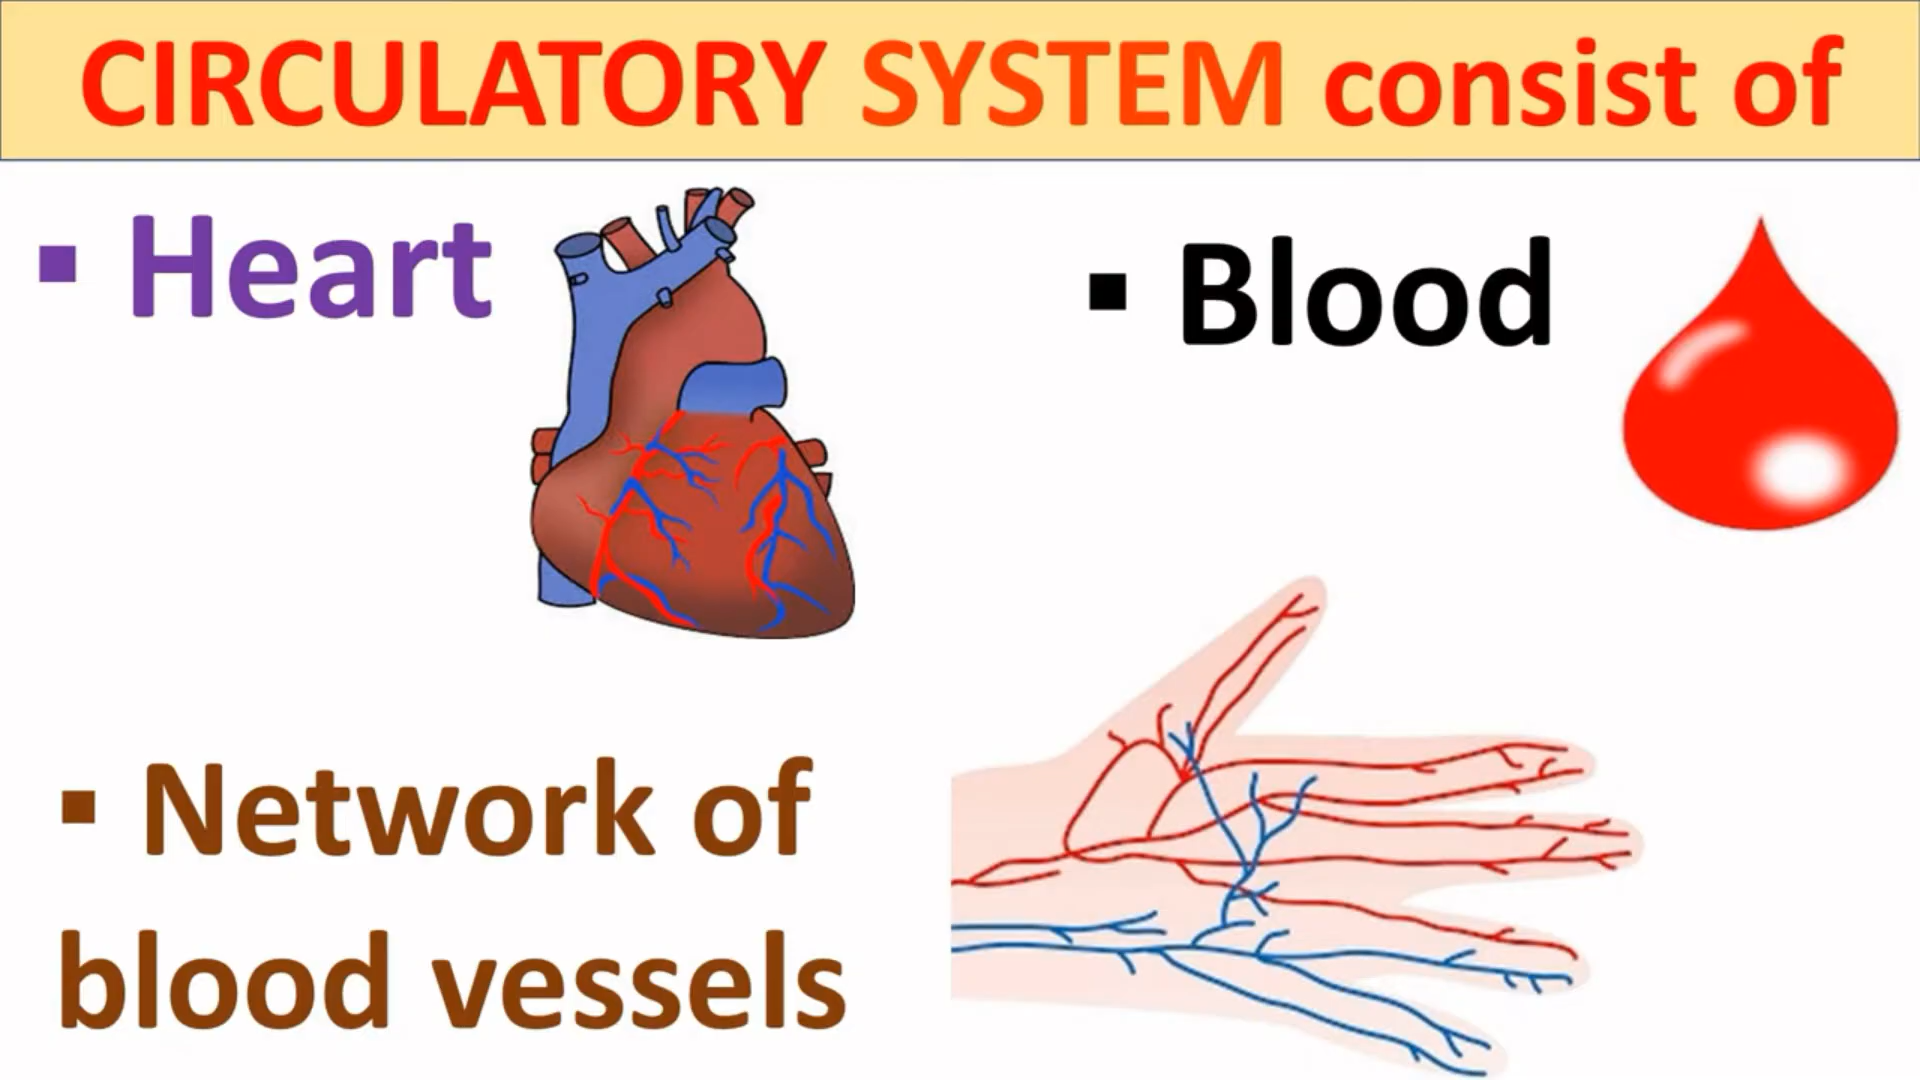 CIRCULATORY SYSTEM consist of
▪ Heart
▪ Blood
▪ Network of
blood vessels